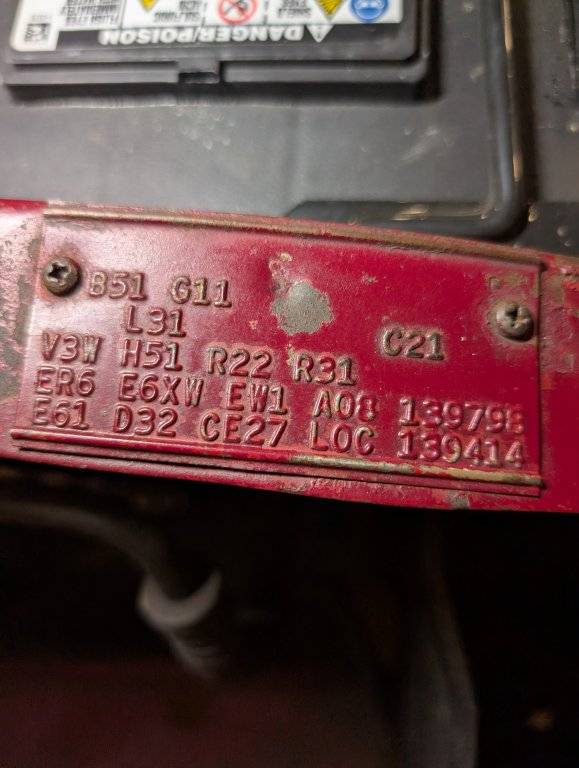 DANGER/POISON
B51 G11
L31 C21
V3W H51 R22 R31
ER6 E6XW EW1 A08 139798
E61 D32 CE27 LOC 139414